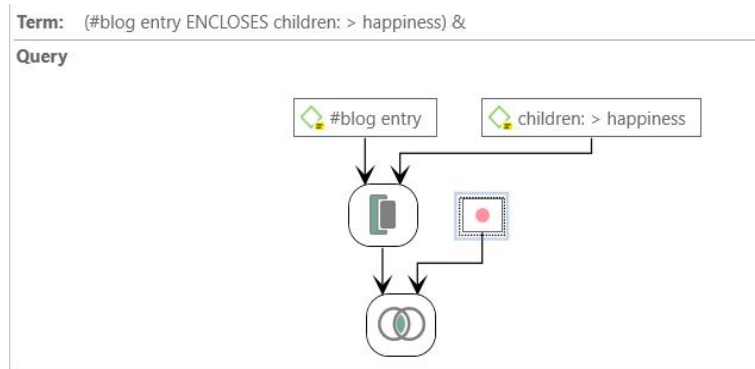 Term: (#blog entry ENCLOSES children: > happiness) &
Query
#blog entry
children: > happiness